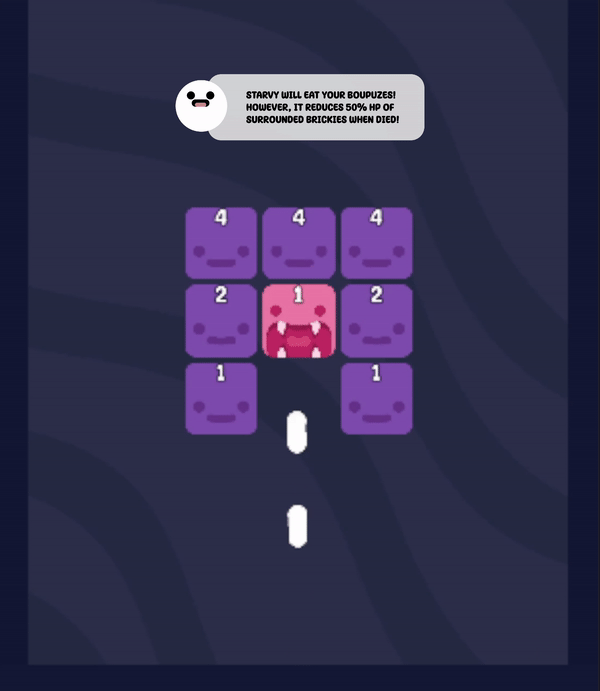 STARVY WILL EAT YOUR BOUPUZES!
HOWEVER, IT REDUCES 50% HP OF
SURROUNDED BRICKIES WHEN DIED!
4 4 4
2 1 2
1 1